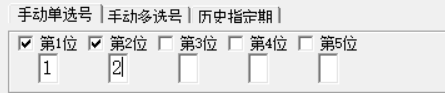 手动单选号 手动多选号 历史指定期
第1位 第2位 第3位 第4位 第5位
1 2